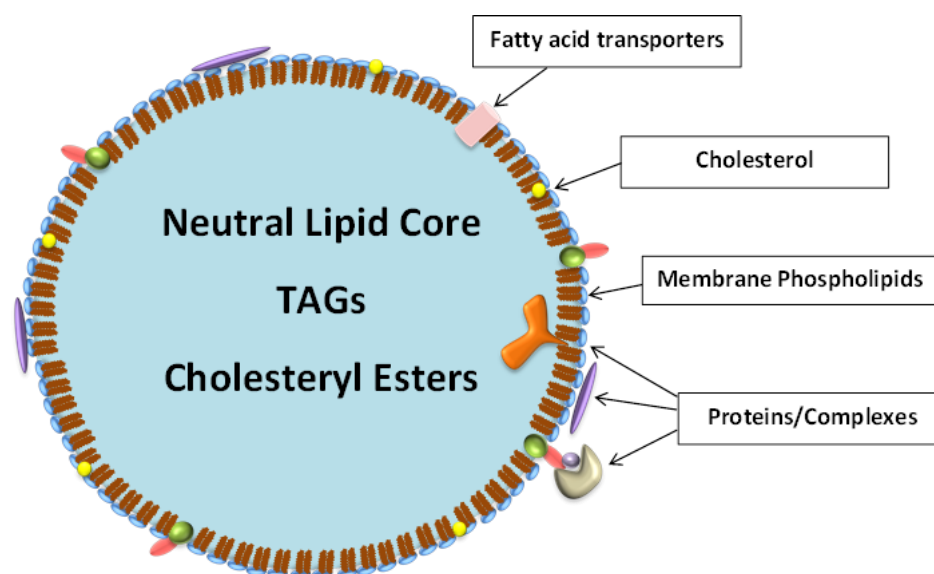 Fatty acid transporters
Cholesterol
Neutral Lipid Core
TAGs
Cholesteryl Esters
Membrane Phospholipids
Proteins/Complexes